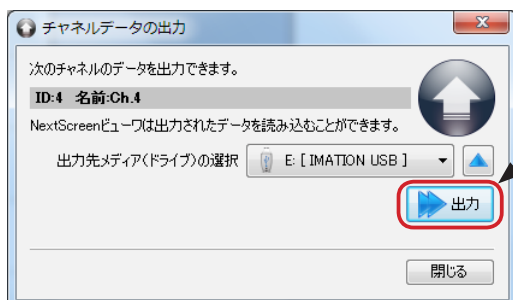 チャネルデータの出力
次のチャネルのデータを出力できます。
ID:4 名前:Ch.4
NextScreenビューワは出力されたデータを読み込むことができます。
出力先メディア(ドライブ)の選択 E: [ IMATION USB ]
出力
閉じる